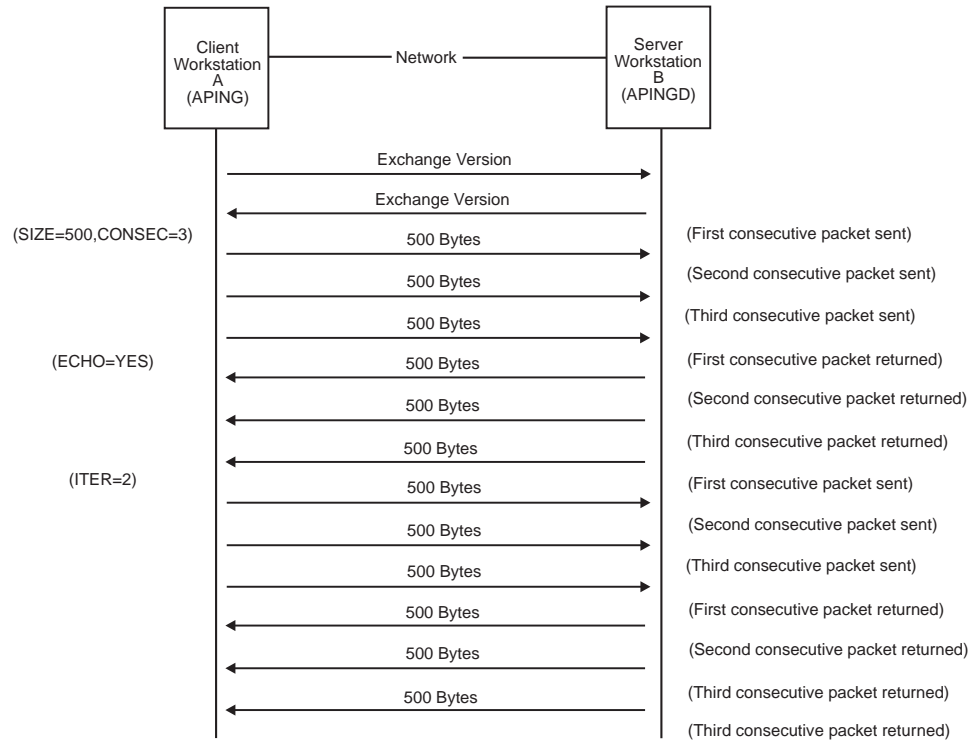 Client
Workstation
A
(APING)
Network
Server
Workstation
B
(APINGD)
Exchange Version
Exchange Version
(SIZE=500,CONSEC=3)
500 Bytes
(First consecutive packet sent)
500 Bytes
(Second consecutive packet sent)
500 Bytes
(Third consecutive packet sent)
(ECHO=YES)
500 Bytes
(First consecutive packet returned)
500 Bytes
(Second consecutive packet returned)
500 Bytes
(Third consecutive packet returned)
(ITER=2)
500 Bytes
(First consecutive packet sent)
500 Bytes
(Second consecutive packet sent)
500 Bytes
(Third consecutive packet sent)
500 Bytes
(First consecutive packet returned)
500 Bytes
(Second consecutive packet returned)
500 Bytes
(Third consecutive packet returned)
(Third consecutive packet returned)